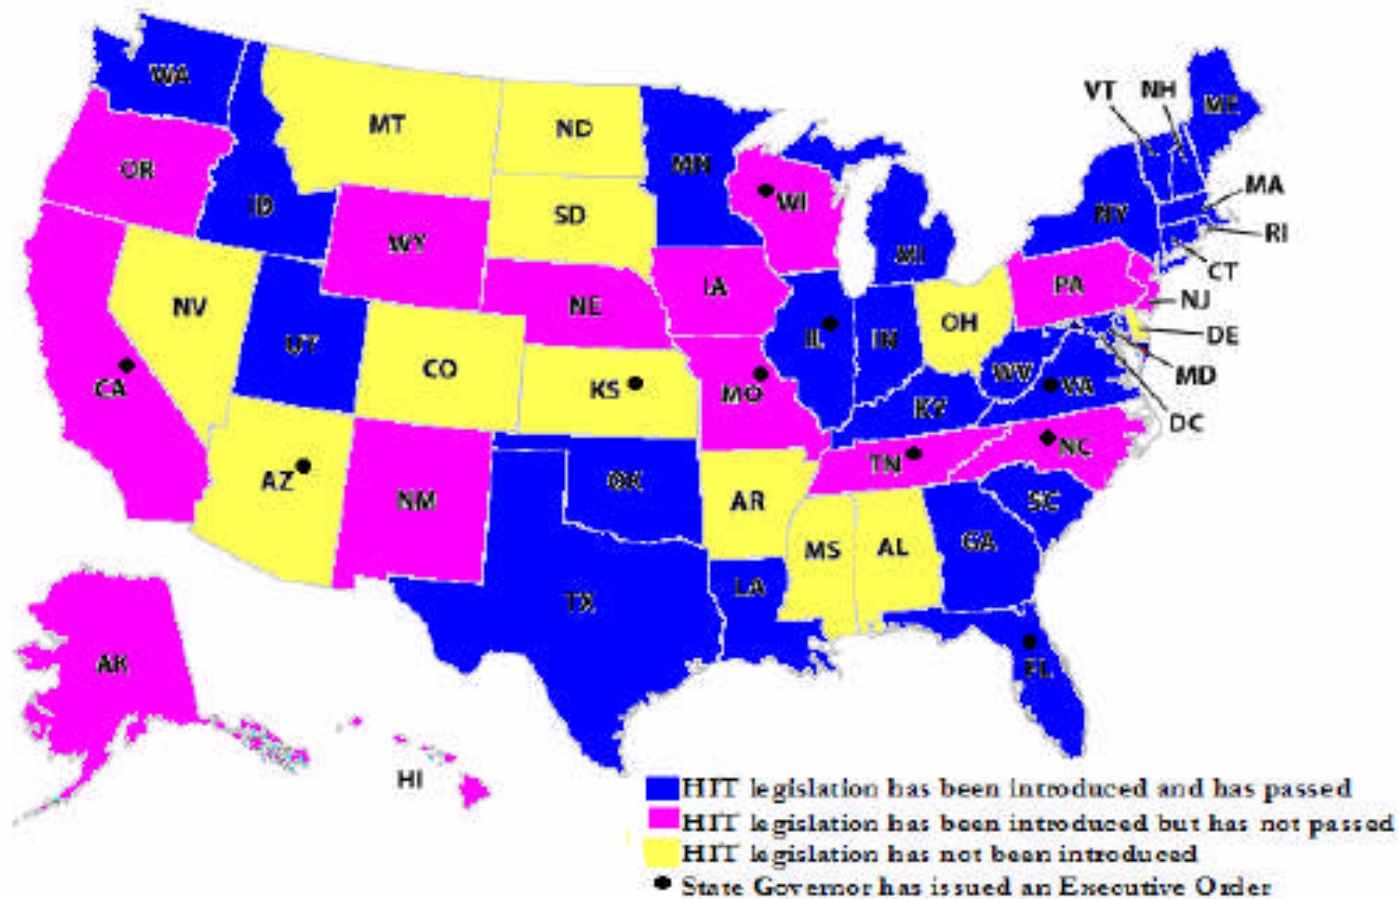 WA
MT
ND
MN
VT
NH
ME
OR
ID
SD
WI
NY
MA
RI
WY
MI
CT
NV
NE
IA
PA
NJ
UT
CO
IL
IN
OH
DE
CA
KS
MO
WV
VA
MD
KY
DC
AZ
NM
OK
AR
TN
NC
SC
MS
AL
GA
TX
LA
AK
FL
HI
HIT legislation has been introduced and has passed
HIT legislation has been introduced but has not passed
HIT legislation has not been introduced
State Governor has issued an Executive Order